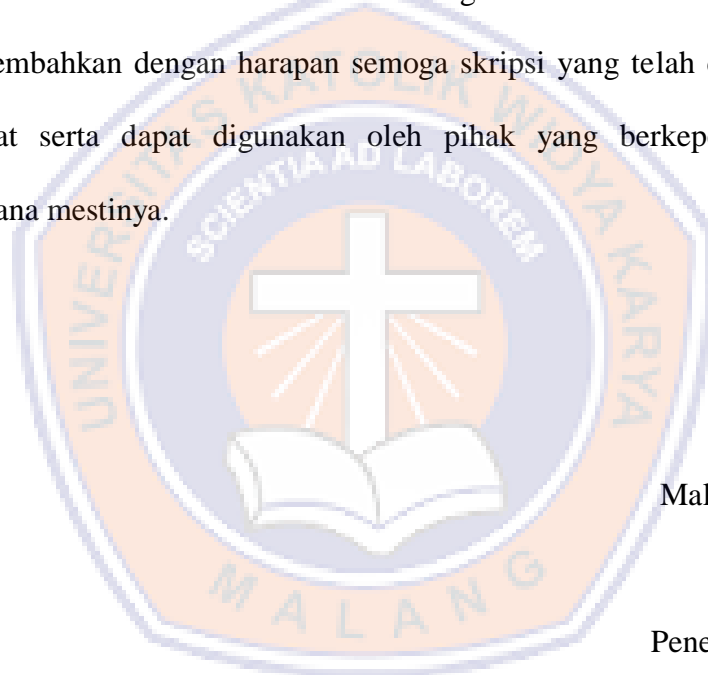 embahkan dengan harapan semoga skripsi yang telah
at serta dapat digunakan oleh pihak yang berkepe
ana mestinya.
UNIVERSITAS KATOLIK WIDYA KARYA
SCIENTIA AD LABOREM
MALANG
Mal
Pene